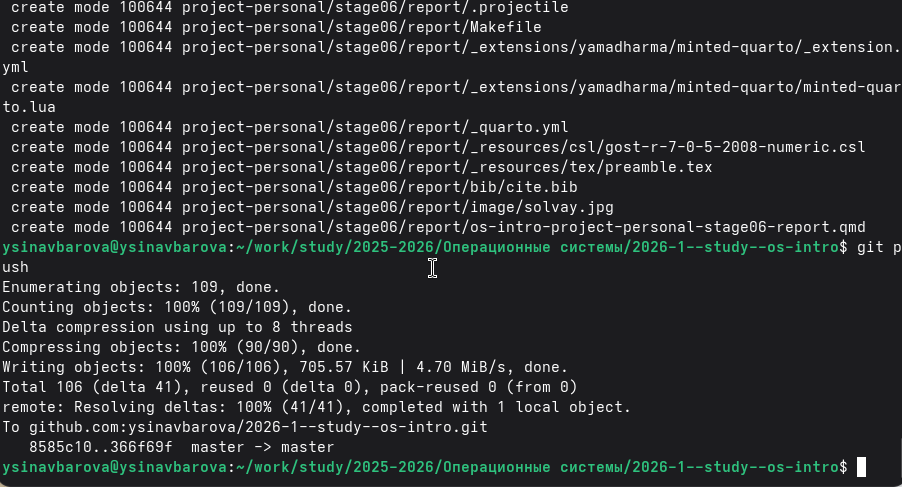 create mode 100644 project-personal/stage06/report/.projectile
create mode 100644 project-personal/stage06/report/Makefile
create mode 100644 project-personal/stage06/report/_extensions/yamadharma/minted-quarto/_extension.
yml
create mode 100644 project-personal/stage06/report/_extensions/yamadharma/minted-quarto/minted-quar
to.lua
create mode 100644 project-personal/stage06/report/_quarto.yml
create mode 100644 project-personal/stage06/report/_resources/csl/gost-r-7-0-5-2008-numeric.csl
create mode 100644 project-personal/stage06/report/_resources/tex/preamble.tex
create mode 100644 project-personal/stage06/report/bib/cite.bib
create mode 100644 project-personal/stage06/report/image/solvay.jpg
create mode 100644 project-personal/stage06/report/os-intro-project-personal-stage06-report.qmd
ysinavbarova@ysinavbarova:~/work/study/2025-2026/Операционные системы/2026-1--study--os-intro$ git p
ush
Enumerating objects: 109, done.
Counting objects: 100% (109/109), done.
Delta compression using up to 8 threads
Compressing objects: 100% (90/90), done.
Writing objects: 100% (106/106), 705.57 KiB | 4.70 MiB/s, done.
Total 106 (delta 41), reused 0 (delta 0), pack-reused 0 (from 0)
remote: Resolving deltas: 100% (41/41), completed with 1 local object.
To github.com:ysinavbarova/2026-1--study--os-intro.git
   8585c10..366f69f  master -> master
ysinavbarova@ysinavbarova:~/work/study/2025-2026/Операционные системы/2026-1--study--os-intro$